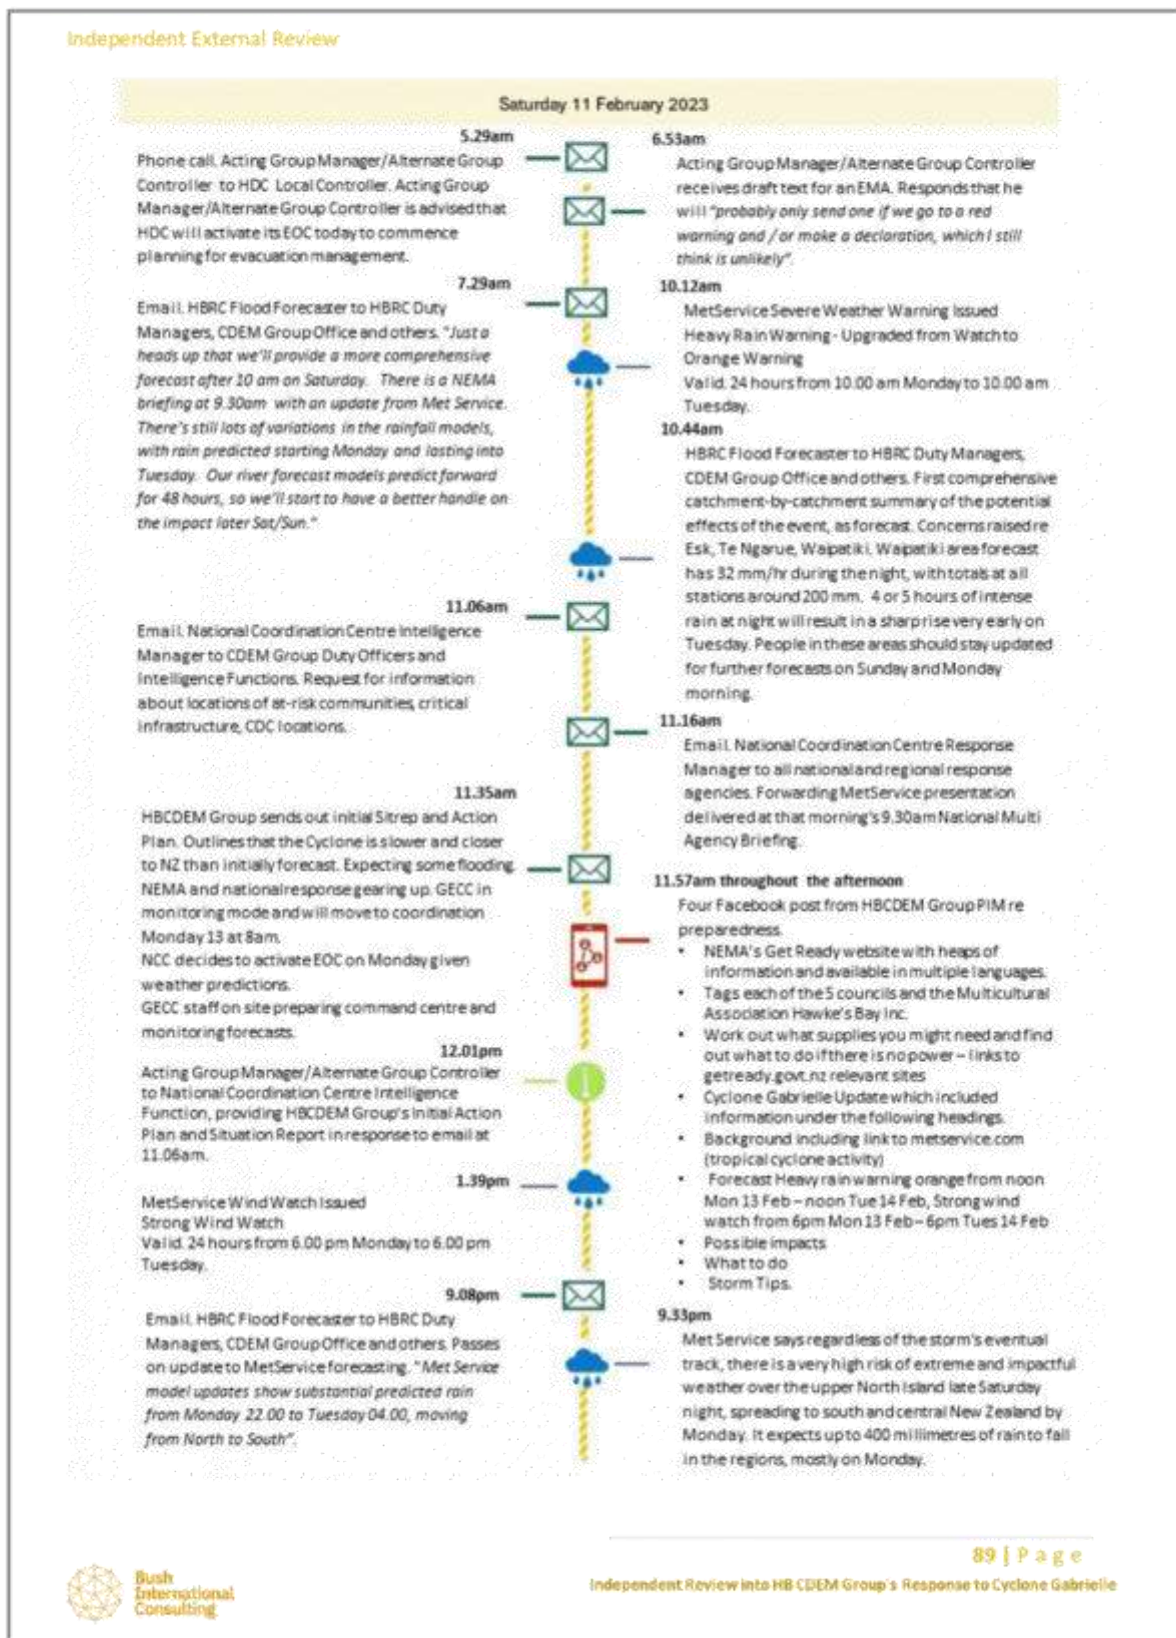 Independent External Review
Saturday 11 February 2023
5.29am
Phone call. Acting Group Manager/Alternate Group
Controller to HDC Local Controller. Acting Group
Manager/Alternate Group Controller is advised that
HDC will activate its EOC today to commence
planning for evacuation management.
6.53am
Acting Group Manager/Alternate Group Controller
receives draft text for an EMA. Responds that he
will "probably only send one if we go to a red
warning and / or make a declaration, which I still
think is unlikely".
7.29am
Email. HBRC Flood Forecaster to HBRC Duty
Managers, CDEM Group Office and others. "Just a
heads up that we'll provide a more comprehensive
forecast after 10 am on Saturday. There is a NEMA
briefing at 9.30am with an update from Met Service.
There's still lots of variations in the rainfall models,
with rain predicted starting Monday and lasting into
Tuesday. Our river forecast models predict forward
for 48 hours, so we'll start to have a better handle on
the impact later Sat/Sun."
10.12am
MetService Severe Weather Warning Issued
Heavy Rain Warning - Upgraded from Watch to
Orange Warning
Valid. 24 hours from 10.00 am Monday to 10.00 am
Tuesday.
10.44am
HBRC Flood Forecaster to HBRC Duty Managers,
CDEM Group Office and others. First comprehensive
catchment-by-catchment summary of the potential
effects of the event, as forecast. Concerns raised re
Esk, Te Ngarue, Waipatiki. Waipatiki area forecast
has 32 mm/hr during the night, with totals at all
stations around 200 mm. 4 or 5 hours of intense
rain at night will result in a sharp rise very early on
Tuesday. People in these areas should stay updated
for further forecasts on Sunday and Monday
morning.
11.06am
Email. National Coordination Centre Intelligence
Manager to CDEM Group Duty Officers and
Intelligence Functions. Request for information
about locations of at-risk communities, critical
infrastructure, CDC locations.
11.16am
Email. National Coordination Centre Response
Manager to all national and regional response
agencies. Forwarding MetService presentation
delivered at that morning's 9.30am National Multi
Agency Briefing.
11.35am
HBCDEM Group sends out initial Sitrep and Action
Plan. Outlines that the Cyclone is slower and closer
to NZ than initially forecast. Expecting some flooding.
NEMA and national response gearing up. GECC in
monitoring mode and will move to coordination
Monday 13 at 8am.
NCC decides to activate EOC on Monday given
weather predictions.
GECC staff on site preparing command centre and
monitoring forecasts.
11.57am throughout the afternoon
Four Facebook post from HBCDEM Group PIM re
preparedness.
• NEMA's Get Ready website with heaps of
information and available in multiple languages.
• Tags each of the 5 councils and the Multicultural
Association Hawke's Bay Inc.
• Work out what supplies you might need and find
out what to do if there is no power – links to
getready.govt.nz relevant sites
• Cyclone Gabrielle Update which included
information under the following headings.
• Background including link to metservice.com
(tropical cyclone activity)
• Forecast Heavy rain warning orange from noon
Mon 13 Feb – noon Tue 14 Feb, Strong wind
watch from 6pm Mon 13 Feb – 6pm Tues 14 Feb
• Possible impacts
• What to do
• Storm Tips.
12.01pm
Acting Group Manager/Alternate Group Controller
to National Coordination Centre Intelligence
Function, providing HBCDEM Group's Initial Action
Plan and Situation Report in response to email at
11.06am.
1.39pm
MetService Wind Watch Issued
Strong Wind Watch
Valid. 24 hours from 6.00 pm Monday to 6.00 pm
Tuesday.
9.08pm
Email. HBRC Flood Forecaster to HBRC Duty
Managers, CDEM Group Office and others. Passes
on update to MetService forecasting. "Met Service
model updates show substantial predicted rain
from Monday 22.00 to Tuesday 04.00, moving
from North to South".
9.33pm
Met Service says regardless of the storm's eventual
track, there is a very high risk of extreme and impactful
weather over the upper North Island late Saturday
night, spreading to south and central New Zealand by
Monday. It expects up to 400 millimetres of rain to fall
in the regions, mostly on Monday.
89 | Page
Independent Review into HB CDEM Group's Response to Cyclone Gabrielle
Bush
International
Consulting